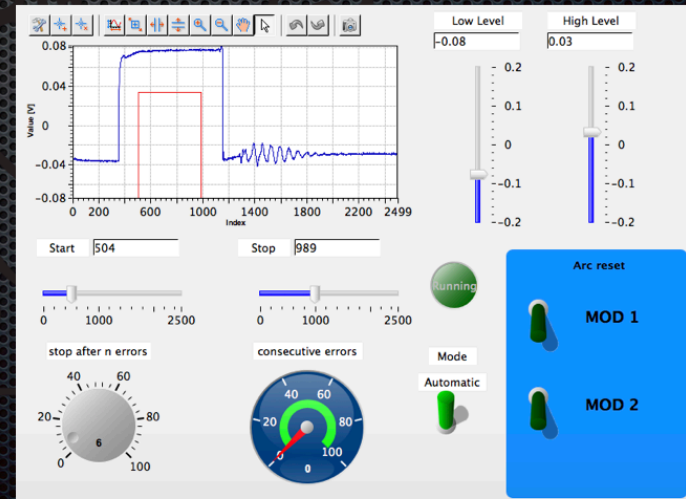 Low Level
High Level
-0.08
0.03
0.08
0.04
0
-0.04
-0.08
Value [V]
0 200 600 1000 1400 1800 2200 2499
Index
0.2
0.1
0
-0.1
-0.2
0.2
0.1
0
-0.1
-0.2
Start 504
Stop 989
0 1000 2500
0 1000 2500
Running
Arc reset
MOD 1
MOD 2
stop after n errors
0 20 40 60 80 100
6
consecutive errors
0 20 40 60 80 100
0
Mode
Automatic